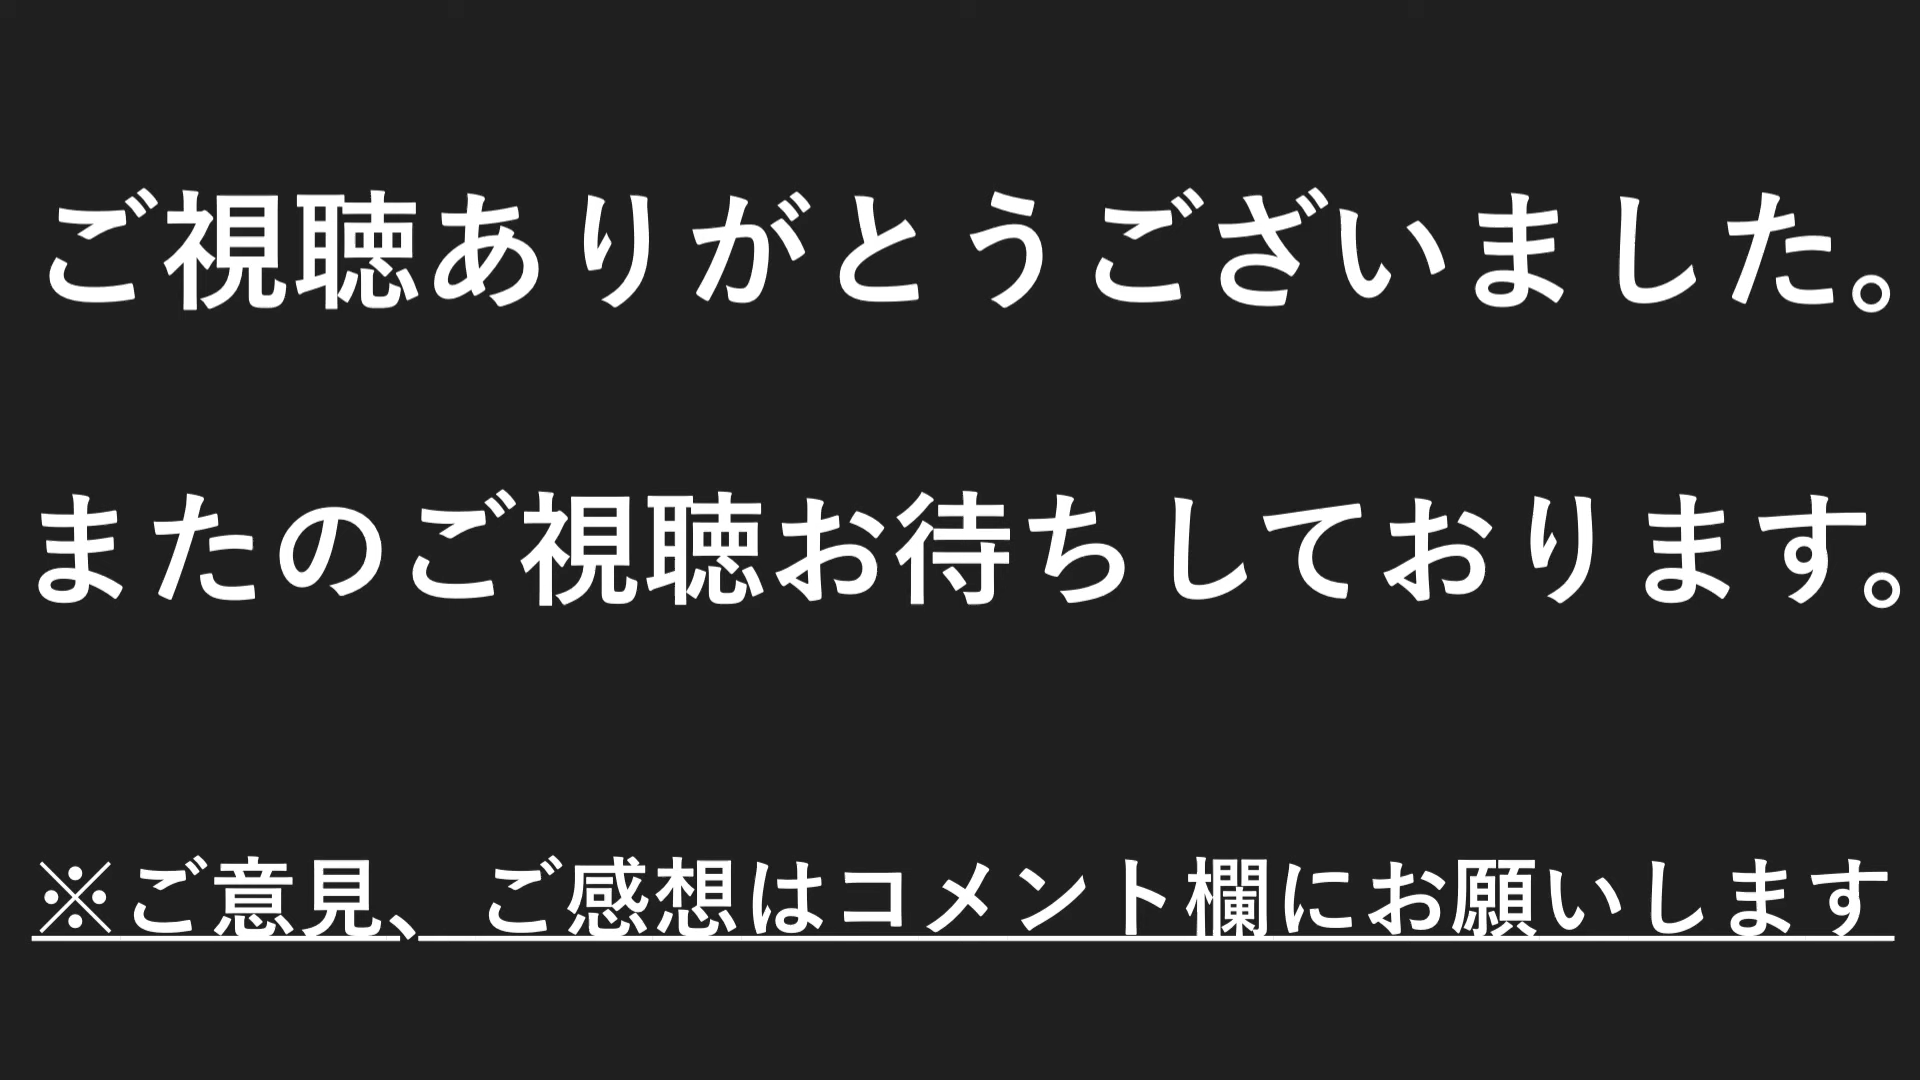 ご視聴ありがとうございました。
またのご視聴お待ちしております。
※ご意見、ご感想はコメント欄にお願いします